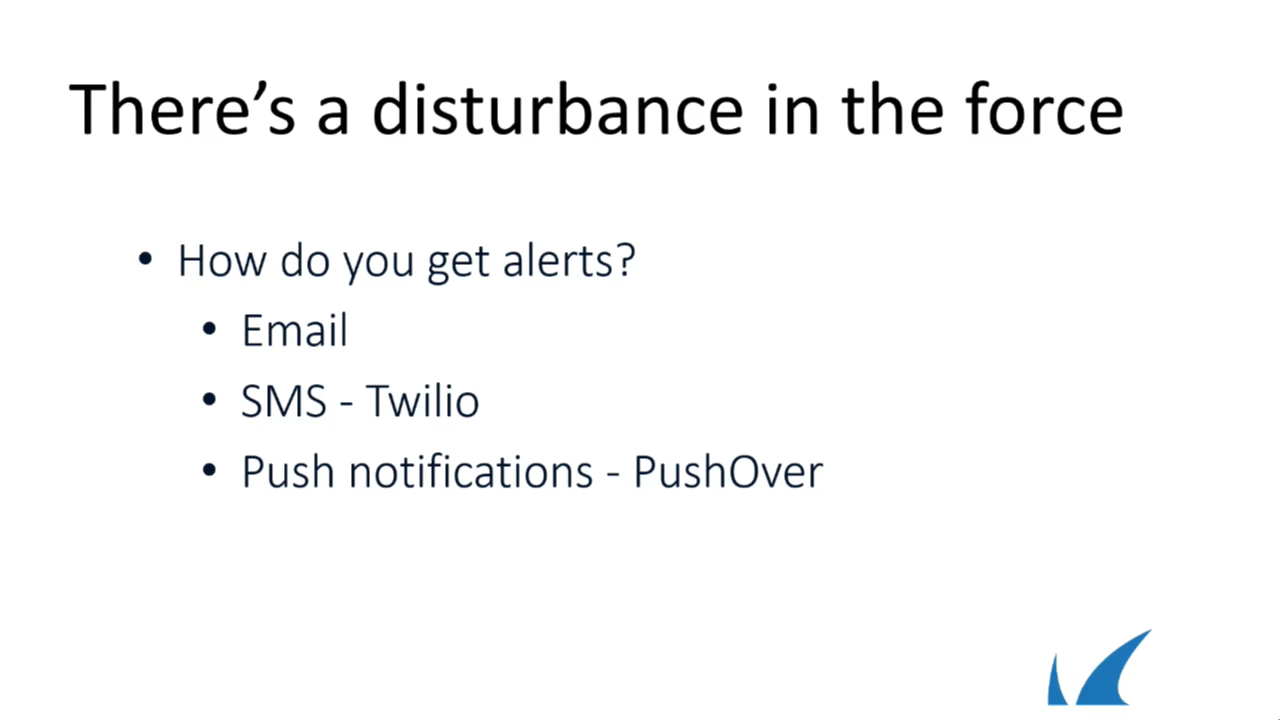 There’s a disturbance in the force
• How do you get alerts?
• Email
• SMS - Twilio
• Push notifications - PushOver